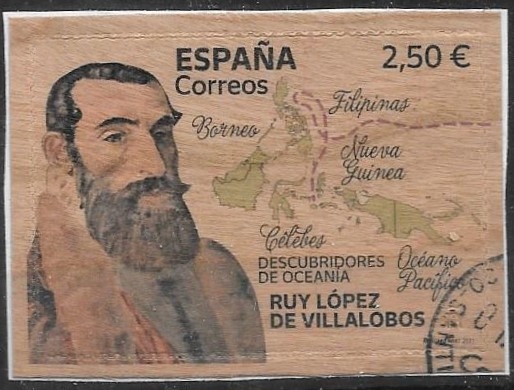 ESPAÑA
Correos
2,50 €
Filipinas
Borneo
Nueva
Guinea
Célebes
Océano
Pacífico
DESCUBRIDORES
DE OCEANÍA
RUY LÓPEZ
DE VILLALOBOS